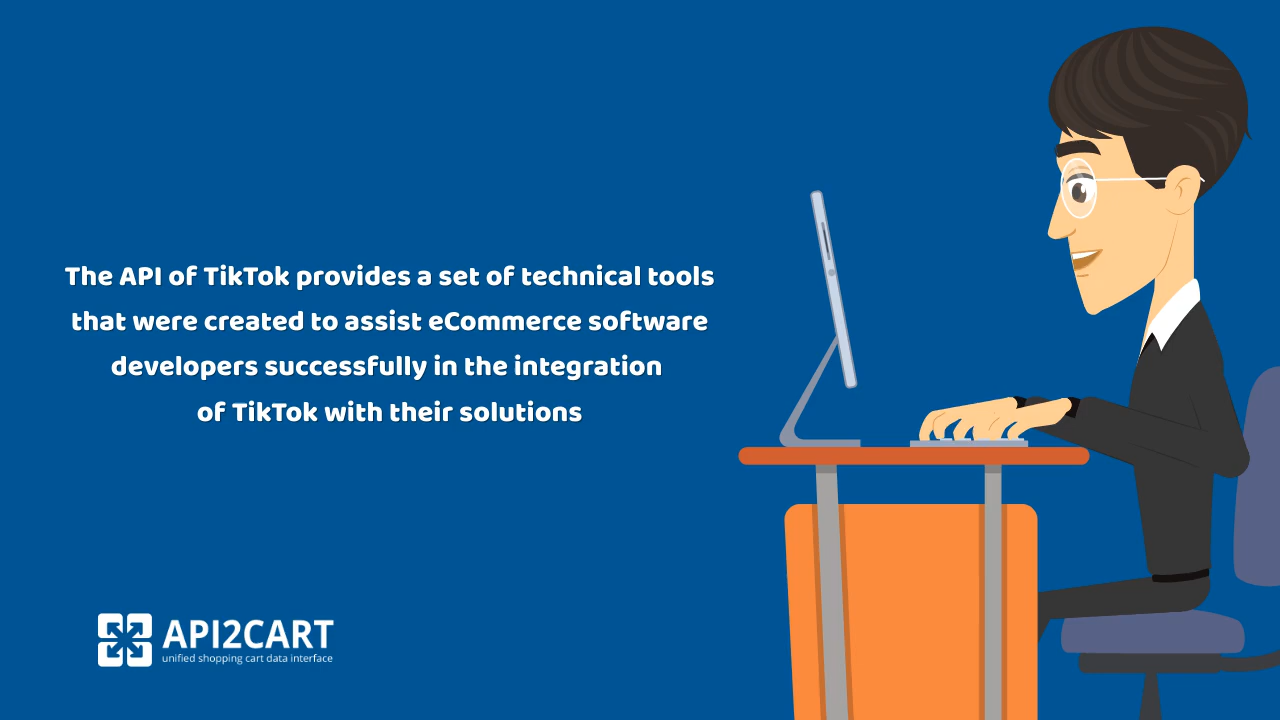 The API of TikTok provides a set of technical tools
that were created to assist eCommerce software
developers successfully in the integration
of TikTok with their solutions
API2CART
unified shopping cart data interface